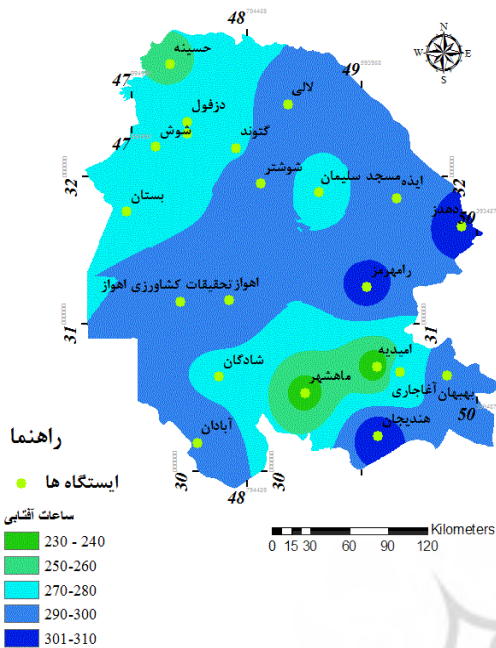 48
N
W E
S
حسینه
47
49
لالی
دزفول
47
شوش
گتوند
32
شوشتر
مسجد سلیمان
ایذه
32
بستان
دهدز
50
رامهرمز
اهواز
تحقیقات کشاورزی اهواز
31
31
امیدیه
شادگان
ماهشهر
آغاجاری
بهبهان
50
آبادان
هندیجان
30
48
30
راهنما
ایستگاه ها
ساعات آفتابی
230 - 240
250-260
270-280
290-300
301-310
Kilometers
0 15 30 60 90 120